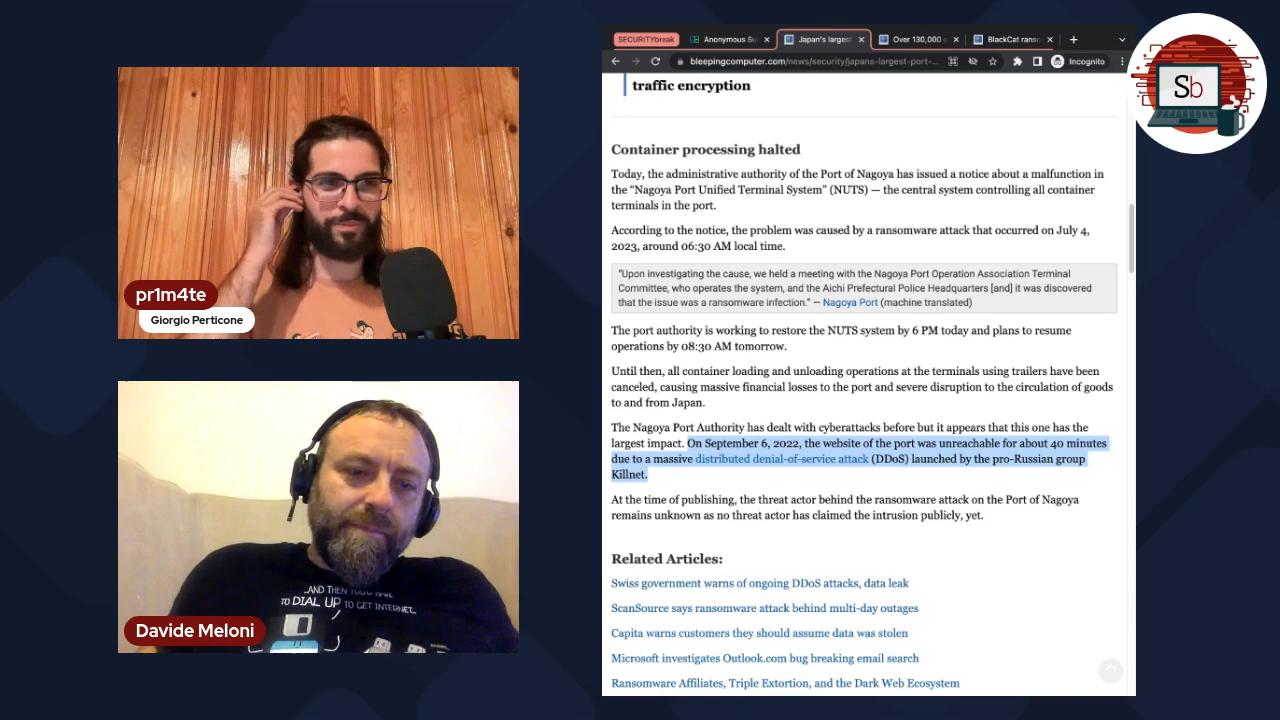 pr1m4te
Giorgio Perticone
...AND THEN YOU'D HAVE
TO DIAL UP TO GET INTERNET...
Davide Meloni
SECURITYbreak
Anonymous Su
Japan's largest
Over 130,000
BlackCat ranso
bleepingcomputer.com/news/security/japans-largest-port-...
Incognito
Sb
traffic encryption
Container processing halted
Today, the administrative authority of the Port of Nagoya has issued a notice about a malfunction in
the “Nagoya Port Unified Terminal System” (NUTS) — the central system controlling all container
terminals in the port.
According to the notice, the problem was caused by a ransomware attack that occurred on July 4,
2023, around 06:30 AM local time.
“Upon investigating the cause, we held a meeting with the Nagoya Port Operation Association Terminal
Committee, who operates the system, and the Aichi Prefectural Police Headquarters [and] it was discovered
that the issue was a ransomware infection.” — Nagoya Port (machine translated)
The port authority is working to restore the NUTS system by 6 PM today and plans to resume
operations by 08:30 AM tomorrow.
Until then, all container loading and unloading operations at the terminals using trailers have been
canceled, causing massive financial losses to the port and severe disruption to the circulation of goods
to and from Japan.
The Nagoya Port Authority has dealt with cyberattacks before but it appears that this one has the
largest impact. On September 6, 2022, the website of the port was unreachable for about 40 minutes
due to a massive distributed denial-of-service attack (DDoS) launched by the pro-Russian group
Killnet.
At the time of publishing, the threat actor behind the ransomware attack on the Port of Nagoya
remains unknown as no threat actor has claimed the intrusion publicly, yet.
Related Articles:
Swiss government warns of ongoing DDoS attacks, data leak
ScanSource says ransomware attack behind multi-day outages
Capita warns customers they should assume data was stolen
Microsoft investigates Outlook.com bug breaking email search
Ransomware Affiliates, Triple Extortion, and the Dark Web Ecosystem